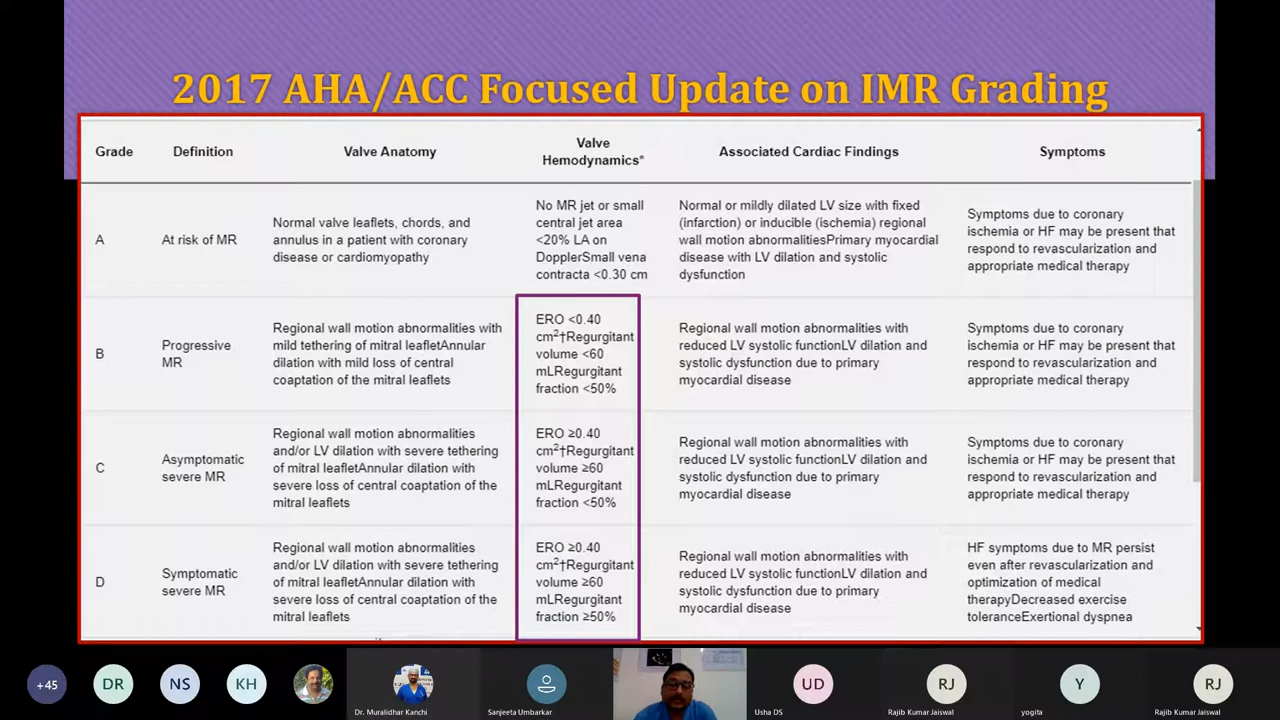 2017 AHA/ACC Focused Update on IMR Grading
Grade
Definition
Valve Anatomy
Valve
Hemodynamics*
Associated Cardiac Findings
Symptoms
A
At risk of MR
Normal valve leaflets, chords, and
annulus in a patient with coronary
disease or cardiomyopathy
No MR jet or small
central jet area
<20% LA on
DopplerSmall vena
contracta <0.30 cm
Normal or mildly dilated LV size with fixed
(infarction) or inducible (ischemia) regional
wall motion abnormalitiesPrimary myocardial
disease with LV dilation and systolic
dysfunction
Symptoms due to coronary
ischemia or HF may be present that
respond to revascularization and
appropriate medical therapy
B
Progressive
MR
Regional wall motion abnormalities with
mild tethering of mitral leafletAnnular
dilation with mild loss of central
coaptation of the mitral leaflets
ERO <0.40
cm²†Regurgitant
volume <60
mLRegurgitant
fraction <50%
Regional wall motion abnormalities with
reduced LV systolic functionLV dilation and
systolic dysfunction due to primary
myocardial disease
Symptoms due to coronary
ischemia or HF may be present that
respond to revascularization and
appropriate medical therapy
C
Asymptomatic
severe MR
Regional wall motion abnormalities
and/or LV dilation with severe tethering
of mitral leafletAnnular dilation with
severe loss of central coaptation of the
mitral leaflets
ERO ≥0.40
cm²†Regurgitant
volume ≥60
mLRegurgitant
fraction <50%
Regional wall motion abnormalities with
reduced LV systolic functionLV dilation and
systolic dysfunction due to primary
myocardial disease
Symptoms due to coronary
ischemia or HF may be present that
respond to revascularization and
appropriate medical therapy
D
Symptomatic
severe MR
Regional wall motion abnormalities
and/or LV dilation with severe tethering
of mitral leafletAnnular dilation with
severe loss of central coaptation of the
mitral leaflets
ERO ≥0.40
cm²†Regurgitant
volume ≥60
mLRegurgitant
fraction ≥50%
Regional wall motion abnormalities with
reduced LV systolic functionLV dilation and
systolic dysfunction due to primary
myocardial disease
HF symptoms due to MR persist
even after revascularization and
optimization of medical
therapyDecreased exercise
toleranceExertional dyspnea
+45
DR
NS
KH
Dr. Muralidhar Kanchi
Sanjeeta Umbarkar
UD
Usha DS
RJ
Rajib Kumar Jaiswal
Y
yogita
RJ
Rajib Kumar Jaiswal